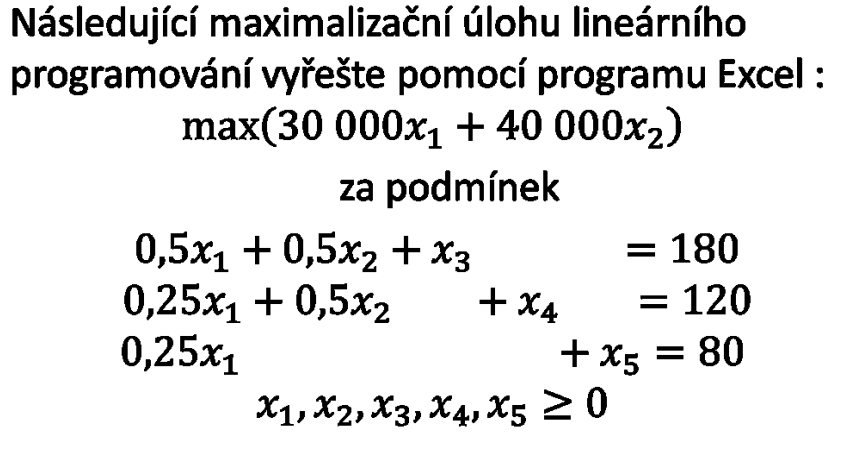 Následující maximalizační úlohu lineárního
programování vyřešte pomocí programu Excel :
max(30 000x₁ + 40 000x₂)
za podmínek
0,5x₁ + 0,5x₂ + x₃ = 180
0,25x₁ + 0,5x₂ + x₄ = 120
0,25x₁ + x₅ = 80
x₁, x₂, x₃, x₄, x₅ ≥ 0